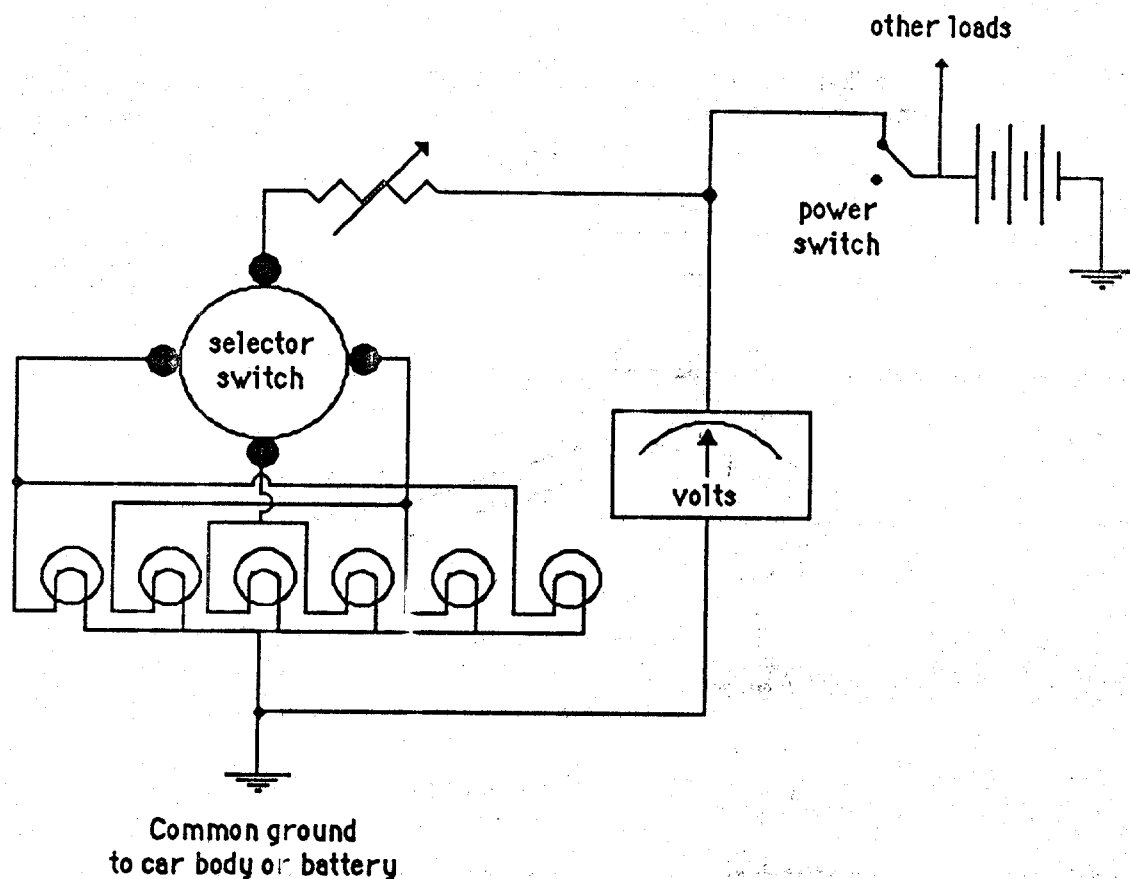 other loads
power
switch
selector
switch
volts
Common ground
to car body or battery